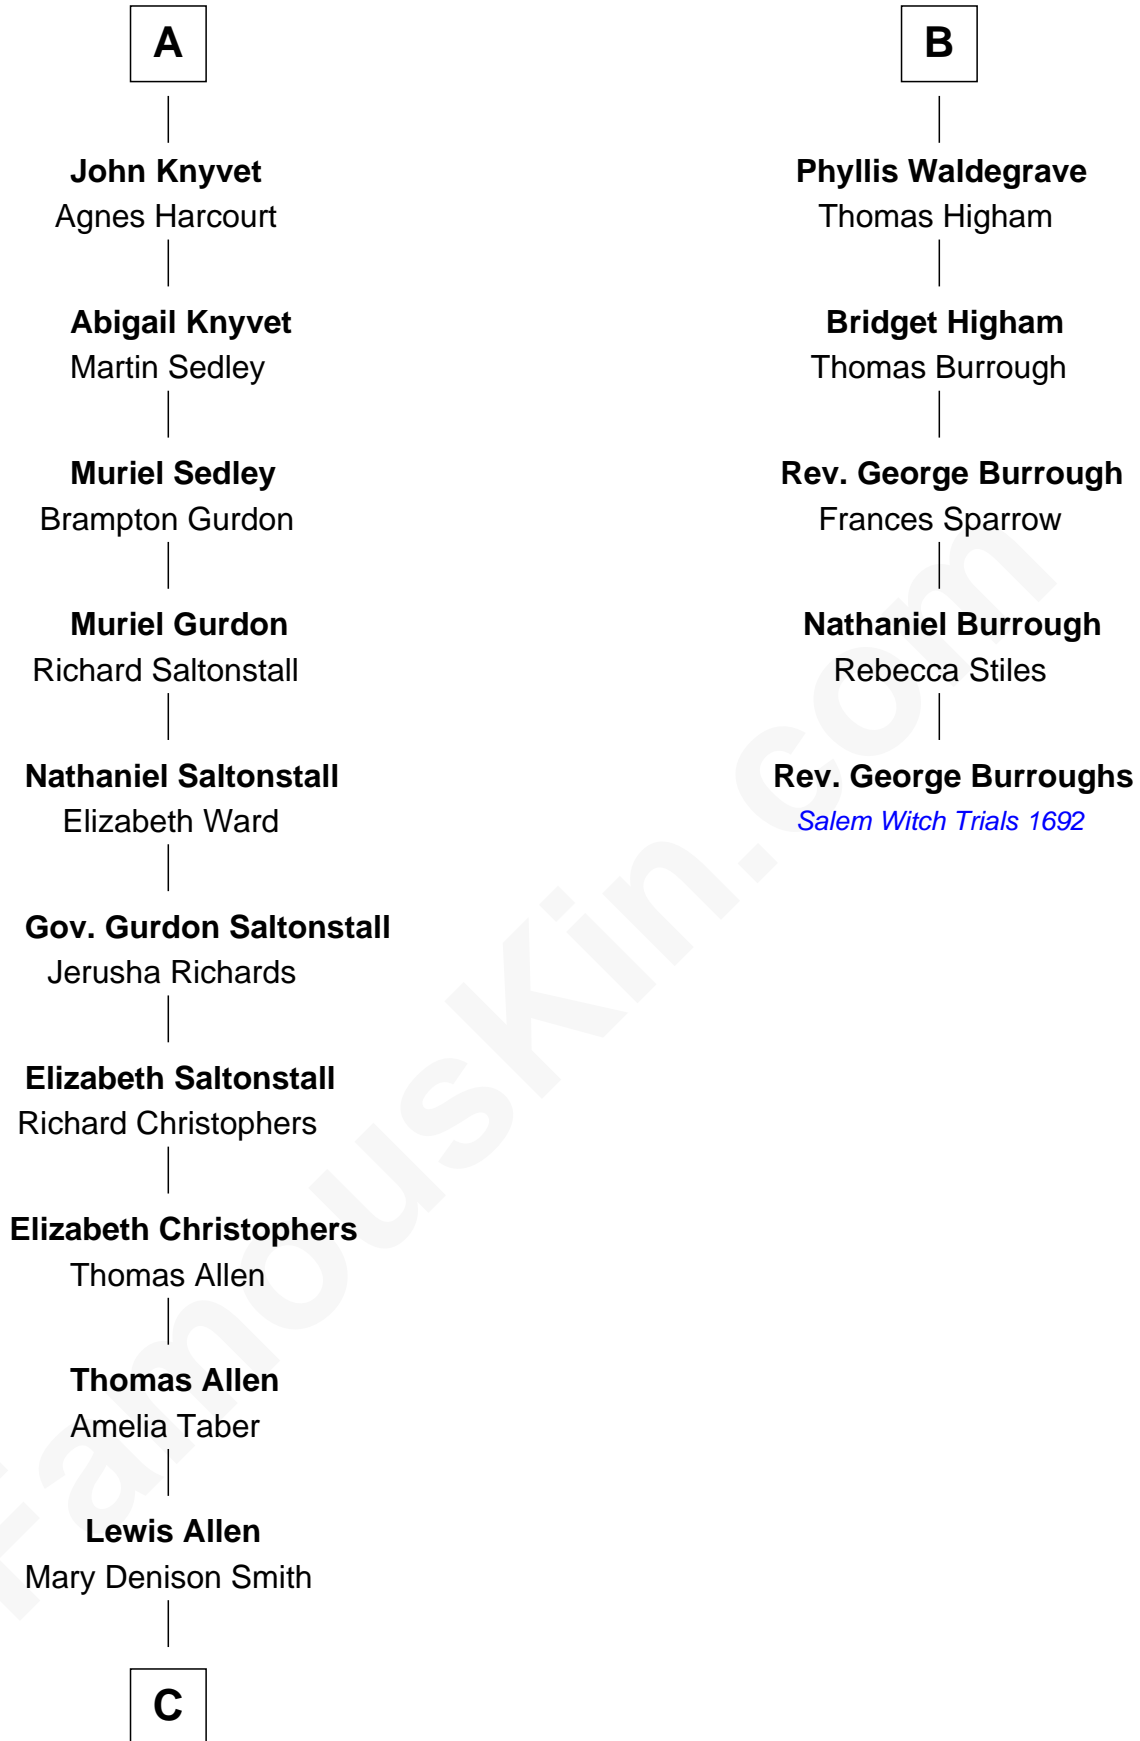 A
John Knyvet
Agnes Harcourt
Abigail Knyvet
Martin Sedley
Muriel Sedley
Brampton Gurdon
Muriel Gurdon
Richard Saltonstall
Nathaniel Saltonstall
Elizabeth Ward
Gov. Gurdon Saltonstall
Jerusha Richards
Elizabeth Saltonstall
Richard Christophers
Elizabeth Christophers
Thomas Allen
Thomas Allen
Amelia Taber
Lewis Allen
Mary Denison Smith
C
B
Phyllis Waldegrave
Thomas Higham
Bridget Higham
Thomas Burrough
Rev. George Burrough
Frances Sparrow
Nathaniel Burrough
Rebecca Stiles
Rev. George Burroughs
Salem Witch Trials 1692
FamousKin.com